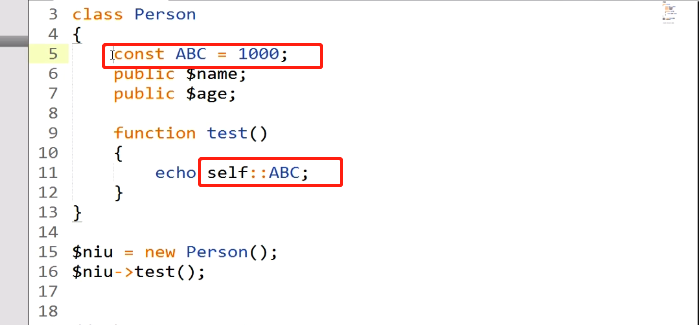 3 class Person
4 {
5 const ABC = 1000;
6 public $name;
7 public $age;
8
9 function test()
10 {
11 echo self::ABC;
12 }
13 }
14
15 $niu = new Person();
16 $niu->test();
17
18